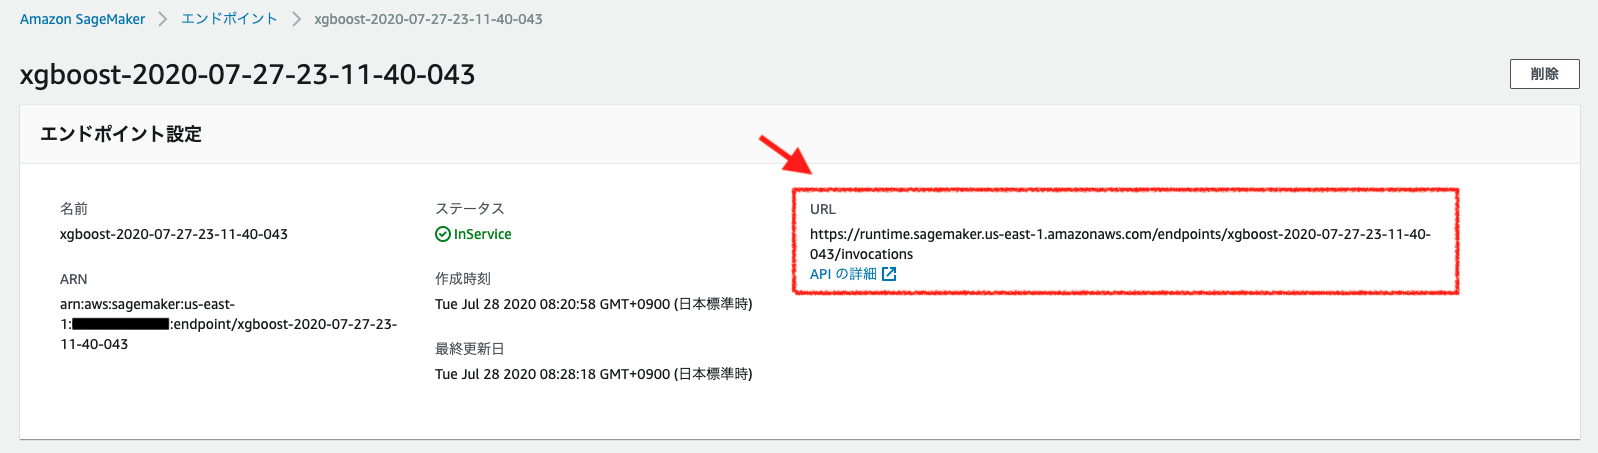 Amazon SageMaker > エンドポイント > xgboost-2020-07-27-23-11-40-043
xgboost-2020-07-27-23-11-40-043
削除
エンドポイント設定
名前
xgboost-2020-07-27-23-11-40-043
ARN
arn:aws:sagemaker:us-east-
1: :endpoint/xgboost-2020-07-27-23-
11-40-043
ステータス
InService
作成時刻
Tue Jul 28 2020 08:20:58 GMT+0900 (日本標準時)
最終更新日
Tue Jul 28 2020 08:28:18 GMT+0900 (日本標準時)
URL
https://runtime.sagemaker.us-east-1.amazonaws.com/endpoints/xgboost-2020-07-27-23-11-40-
043/invocations
API の詳細